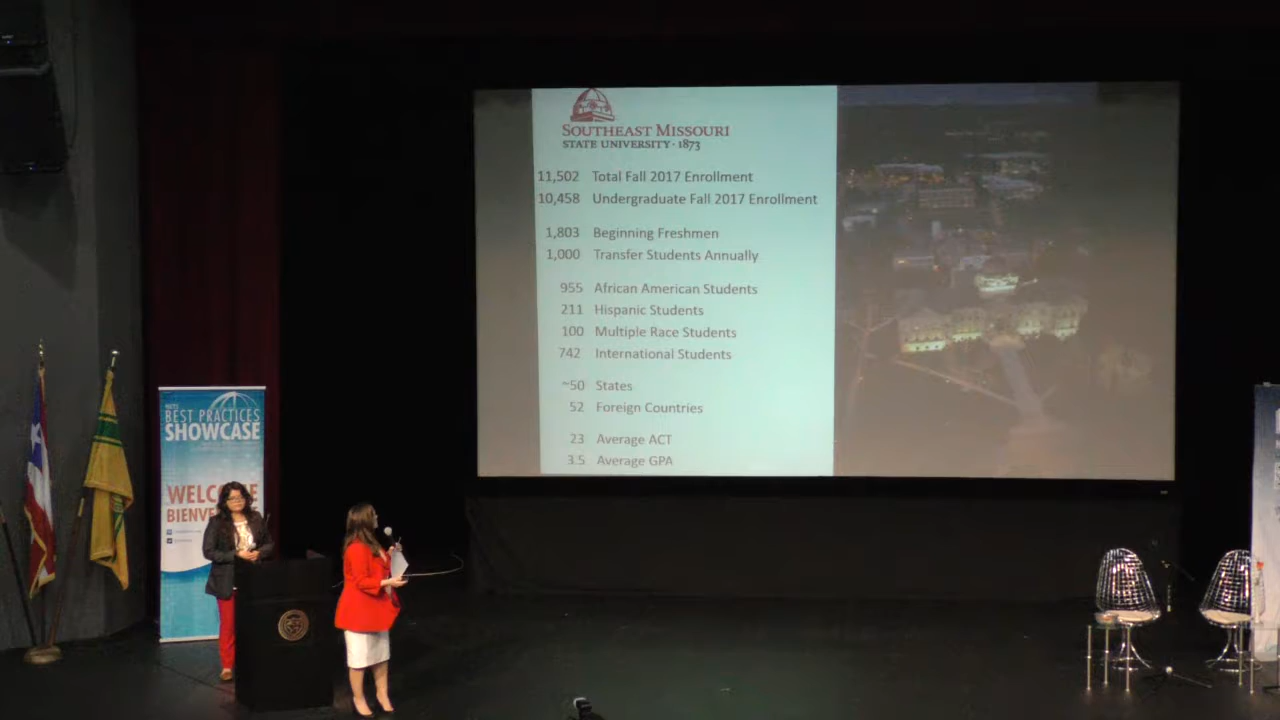 SOUTHEAST MISSOURI
STATE UNIVERSITY · 1873
11,502 Total Fall 2017 Enrollment
10,458 Undergraduate Fall 2017 Enrollment
1,803 Beginning Freshmen
1,000 Transfer Students Annually
955 African American Students
211 Hispanic Students
100 Multiple Race Students
742 International Students
~50 States
52 Foreign Countries
23 Average ACT
3.5 Average GPA
BEST PRACTICES
SHOWCASE